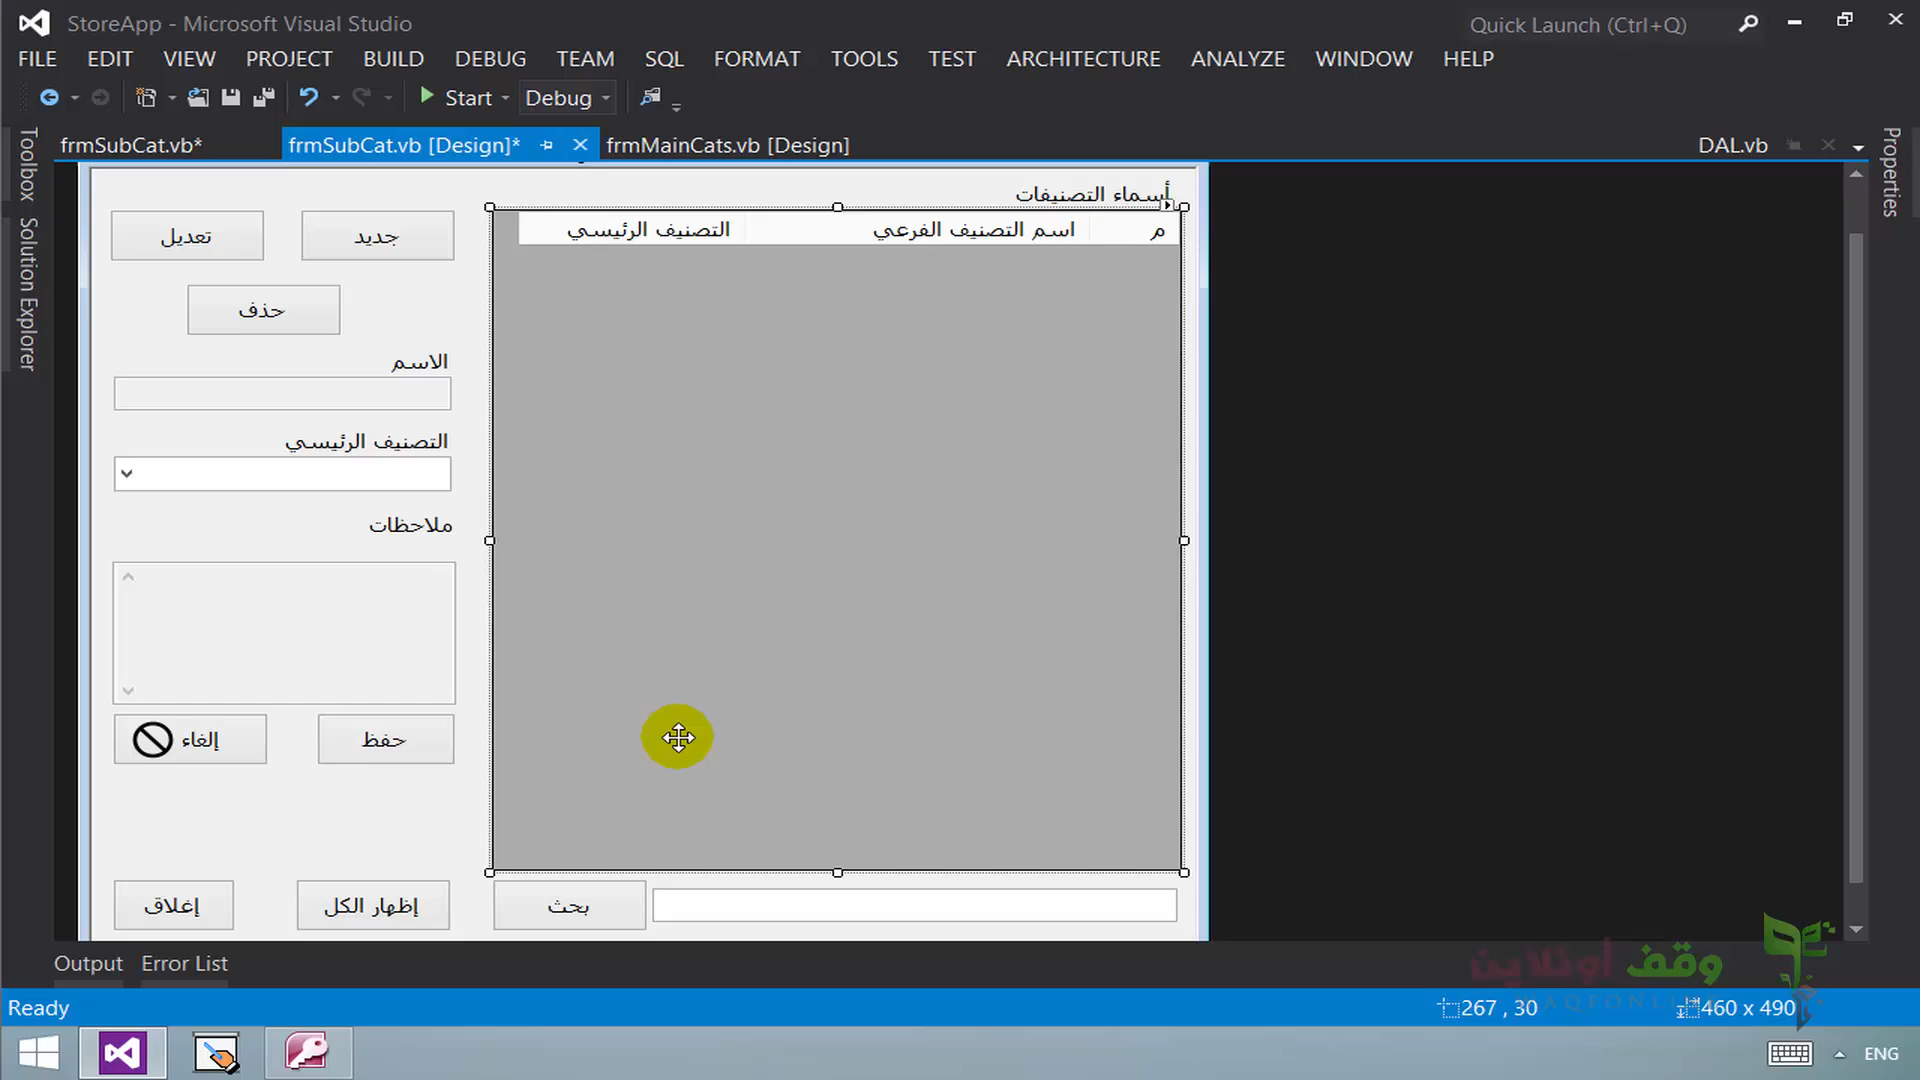 StoreApp - Microsoft Visual Studio
Quick Launch (Ctrl+Q)
FILE EDIT VIEW PROJECT BUILD DEBUG TEAM SQL FORMAT TOOLS TEST ARCHITECTURE ANALYZE WINDOW HELP
Start Debug
frmSubCat.vb* frmSubCat.vb [Design]* frmMainCats.vb [Design] DAL.vb
Toolbox
Solution Explorer
Properties
أسماء التصنيفات
م اسم التصنيف الفرعي التصنيف الرئيسي
جديد تعديل
حذف
الاسم
التصنيف الرئيسي
ملاحظات
حفظ إلغاء
بحث إظهار الكل إغلاق
Output Error List
وقف أونلاين
Ready 267 , 30 460 x 490
ENG